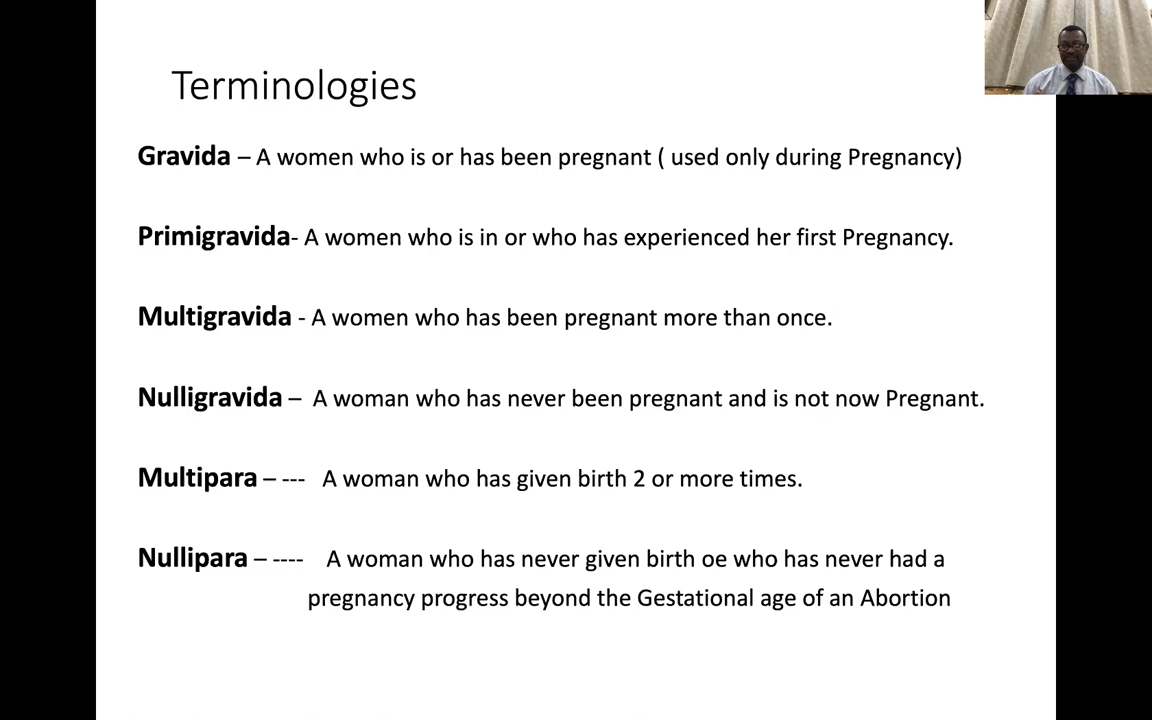 Terminologies
Gravida – A women who is or has been pregnant ( used only during Pregnancy)
Primigravida- A women who is in or who has experienced her first Pregnancy.
Multigravida - A women who has been pregnant more than once.
Nulligravida – A woman who has never been pregnant and is not now Pregnant.
Multipara – --- A woman who has given birth 2 or more times.
Nullipara – ---- A woman who has never given birth oe who has never had a
pregnancy progress beyond the Gestational age of an Abortion